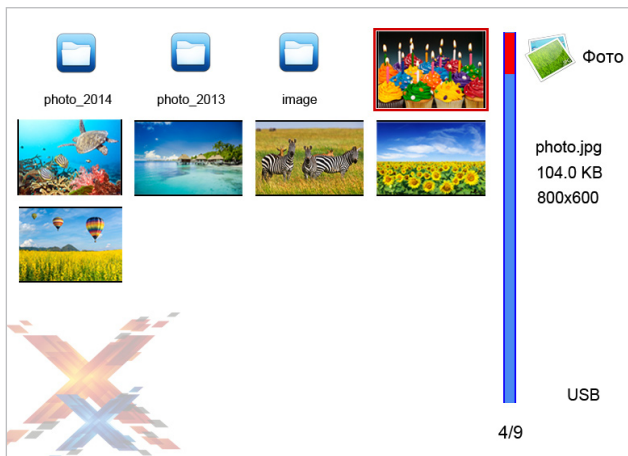 photo_2014
photo_2013
image
Фото
photo.jpg
104.0 KB
800x600
USB
4/9